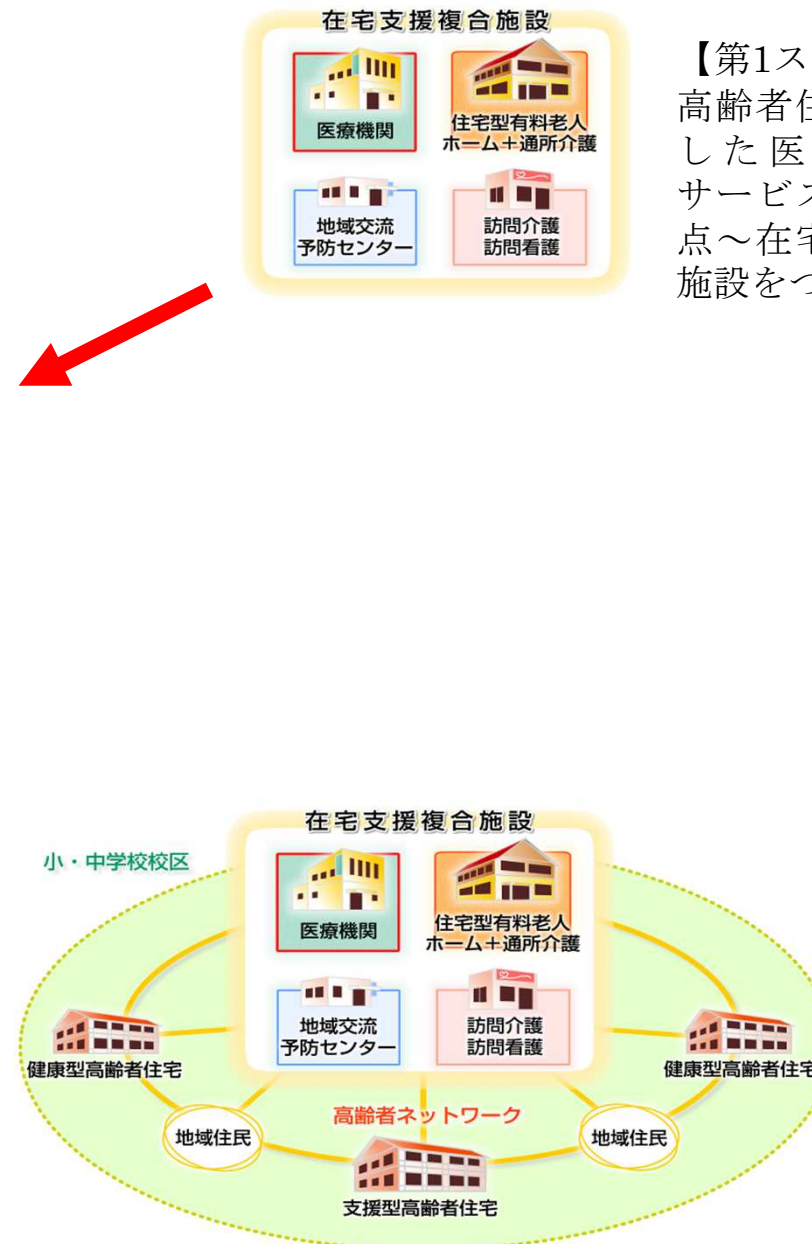 在宅支援複合施設
医療機関
住宅型有料老人
ホーム+通所介護
地域交流
予防センター
訪問介護
訪問看護
【第1ス
高齢者住
した医
サービス
点～在宅
施設をつ
在宅支援複合施設
小・中学校校区
医療機関
住宅型有料老人
ホーム+通所介護
地域交流
予防センター
訪問介護
訪問看護
健康型高齢者住宅
健康型高齢者住宅
高齢者ネットワーク
地域住民
地域住民
支援型高齢者住宅